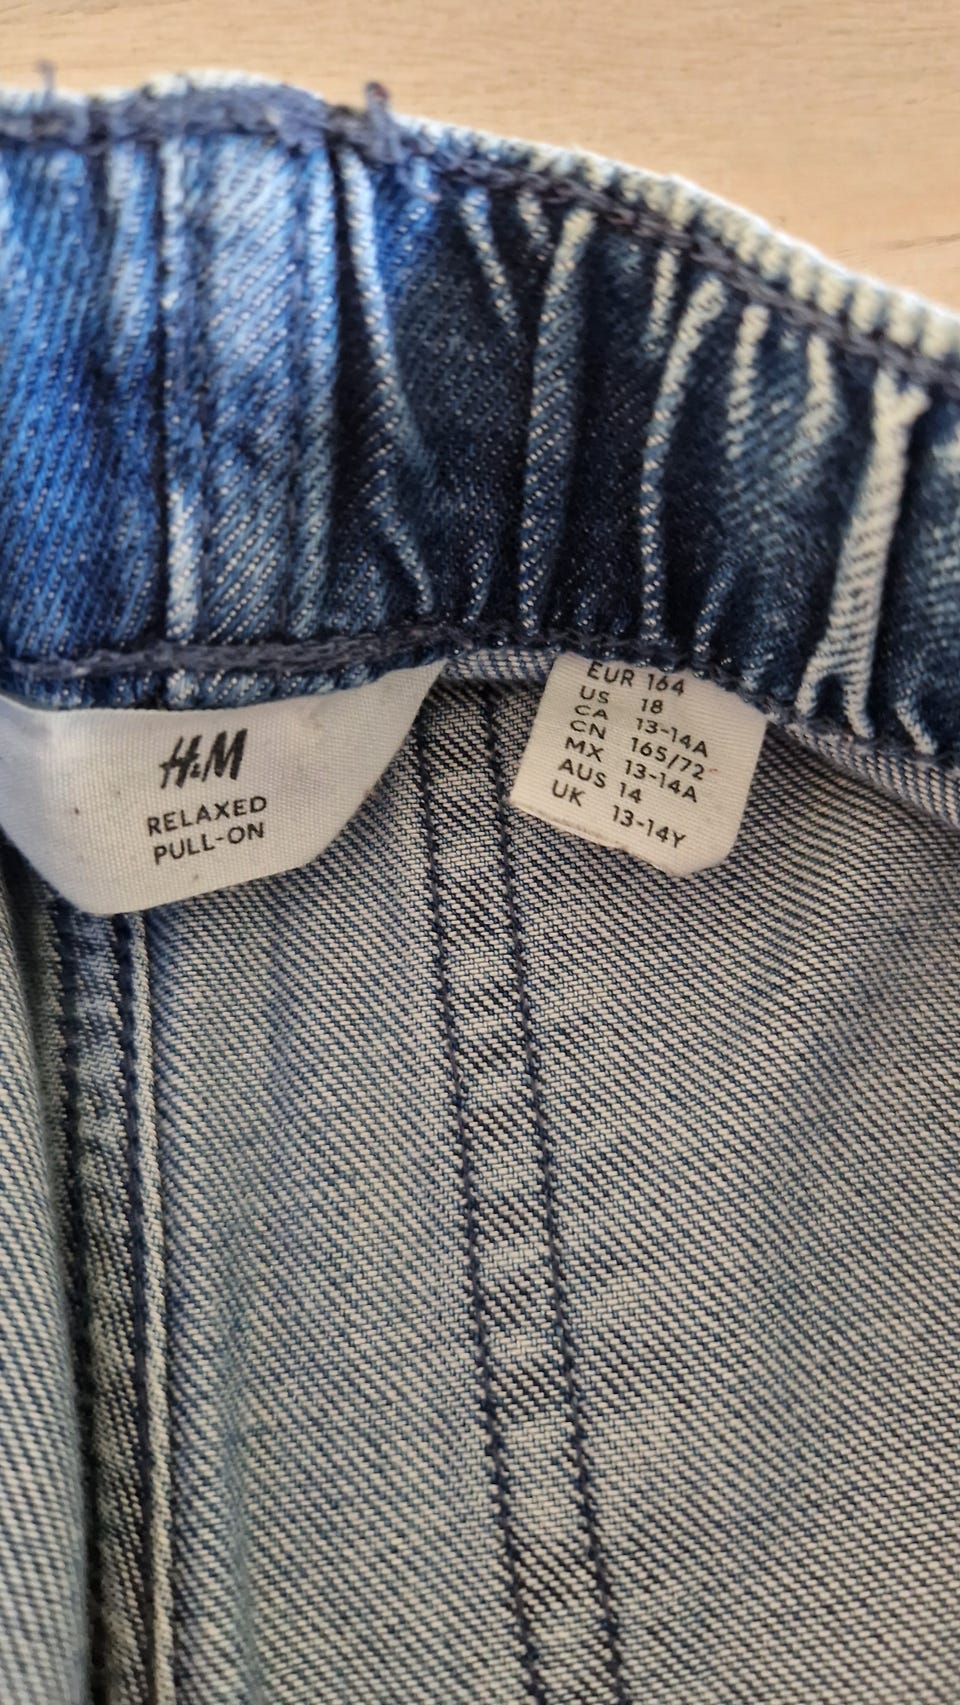 H&M
RELAXED
PULL-ON
EUR 164
US 18
CA 13-14A
CN 165/72
MX 13-14A
AUS 14
UK 13-14Y